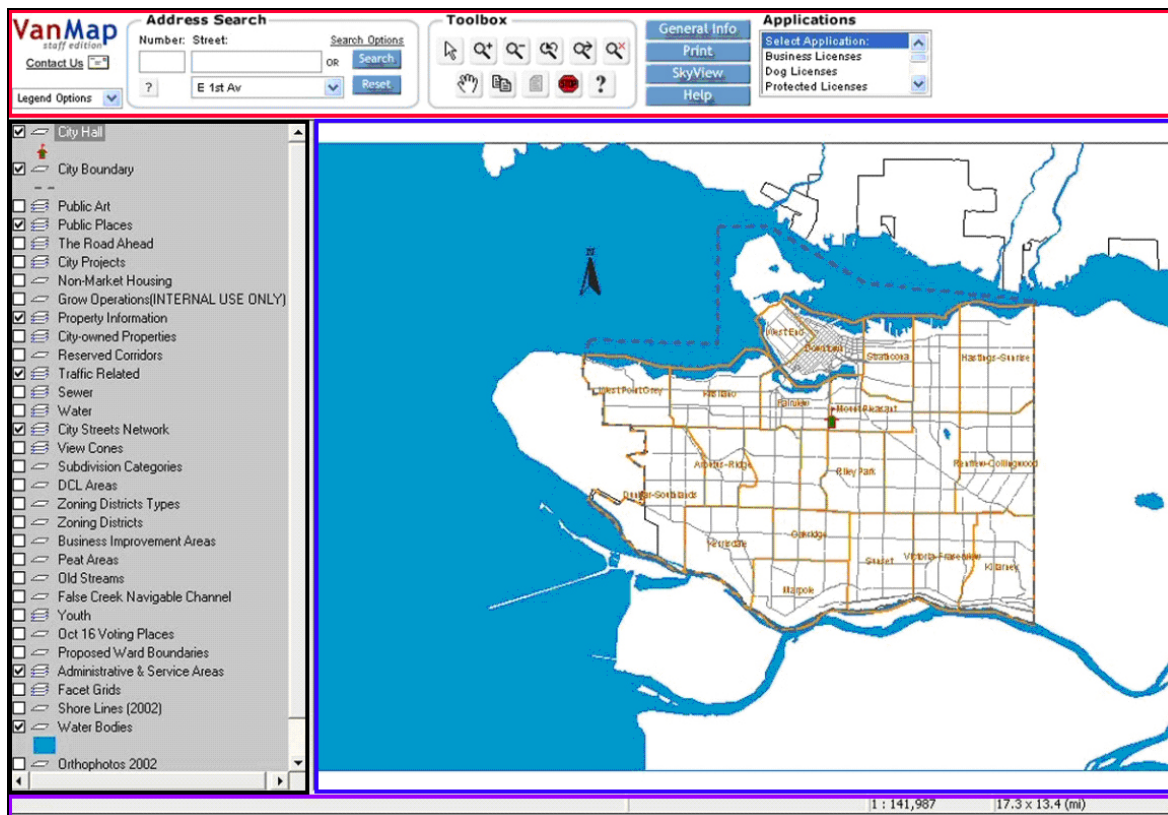 VanMap
staff edition
Contact Us
Legend Options
Address Search
Number: Street: Search Options
OR Search
? E 1st Av Reset
Toolbox
STOP ?
General Info
Print
SkyView
Help
Applications
Select Application:
Business Licenses
Dog Licenses
Protected Licenses
City Hall
City Boundary
Public Art
Public Places
The Road Ahead
City Projects
Non-Market Housing
Grow Operations(INTERNAL USE ONLY)
Property Information
City-owned Properties
Reserved Corridors
Traffic Related
Sewer
Water
City Streets Network
View Cones
Subdivision Categories
DCL Areas
Zoning Districts Types
Zoning Districts
Business Improvement Areas
Peat Areas
Old Streams
False Creek Navigable Channel
Youth
Oct 16 Voting Places
Proposed Ward Boundaries
Administrative & Service Areas
Facet Grids
Shore Lines (2002)
Water Bodies
Orthophotos 2002
West End
Downtown
Strathcona
Hastings-Sunrise
West Point Grey
Kitsilano
Fairview
Mount Pleasant
Arbutus-Ridge
Riley Park
Renfrew-Collingwood
Dunbar-Southlands
Kerrisdale
Oakridge
Sunset
Victoria-Fraserview
Killarney
Marpole
1 : 141,987
17.3 x 13.4 (mi)